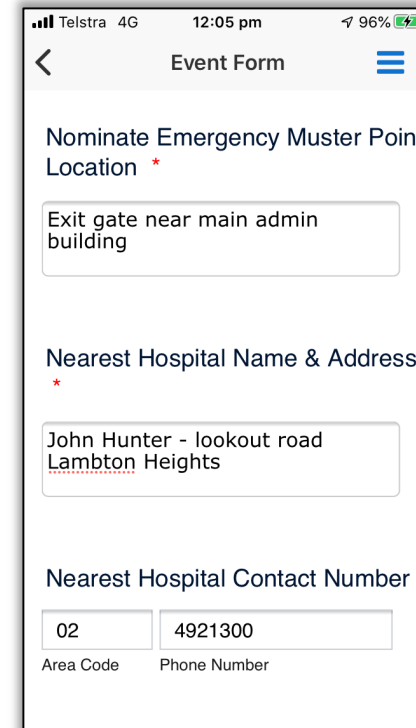 Telstra 4G 12:05 pm 96%
Event Form
Nominate Emergency Muster Poin
Location *
Exit gate near main admin
building
Nearest Hospital Name & Address
*
John Hunter - lookout road
Lambton Heights
Nearest Hospital Contact Number
02 4921300
Area Code Phone Number